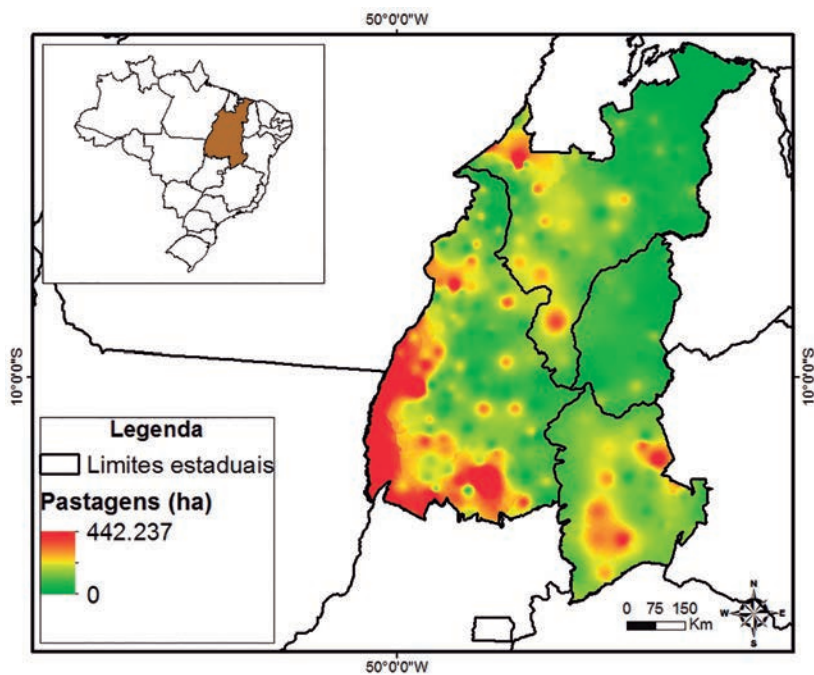 50°0'0"W
10°0'0"S
10°0'0"S
Legenda
Limites estaduais
Pastagens (ha)
442.237
0
N
W
E
S
0 75 150
Km
50°0'0"W